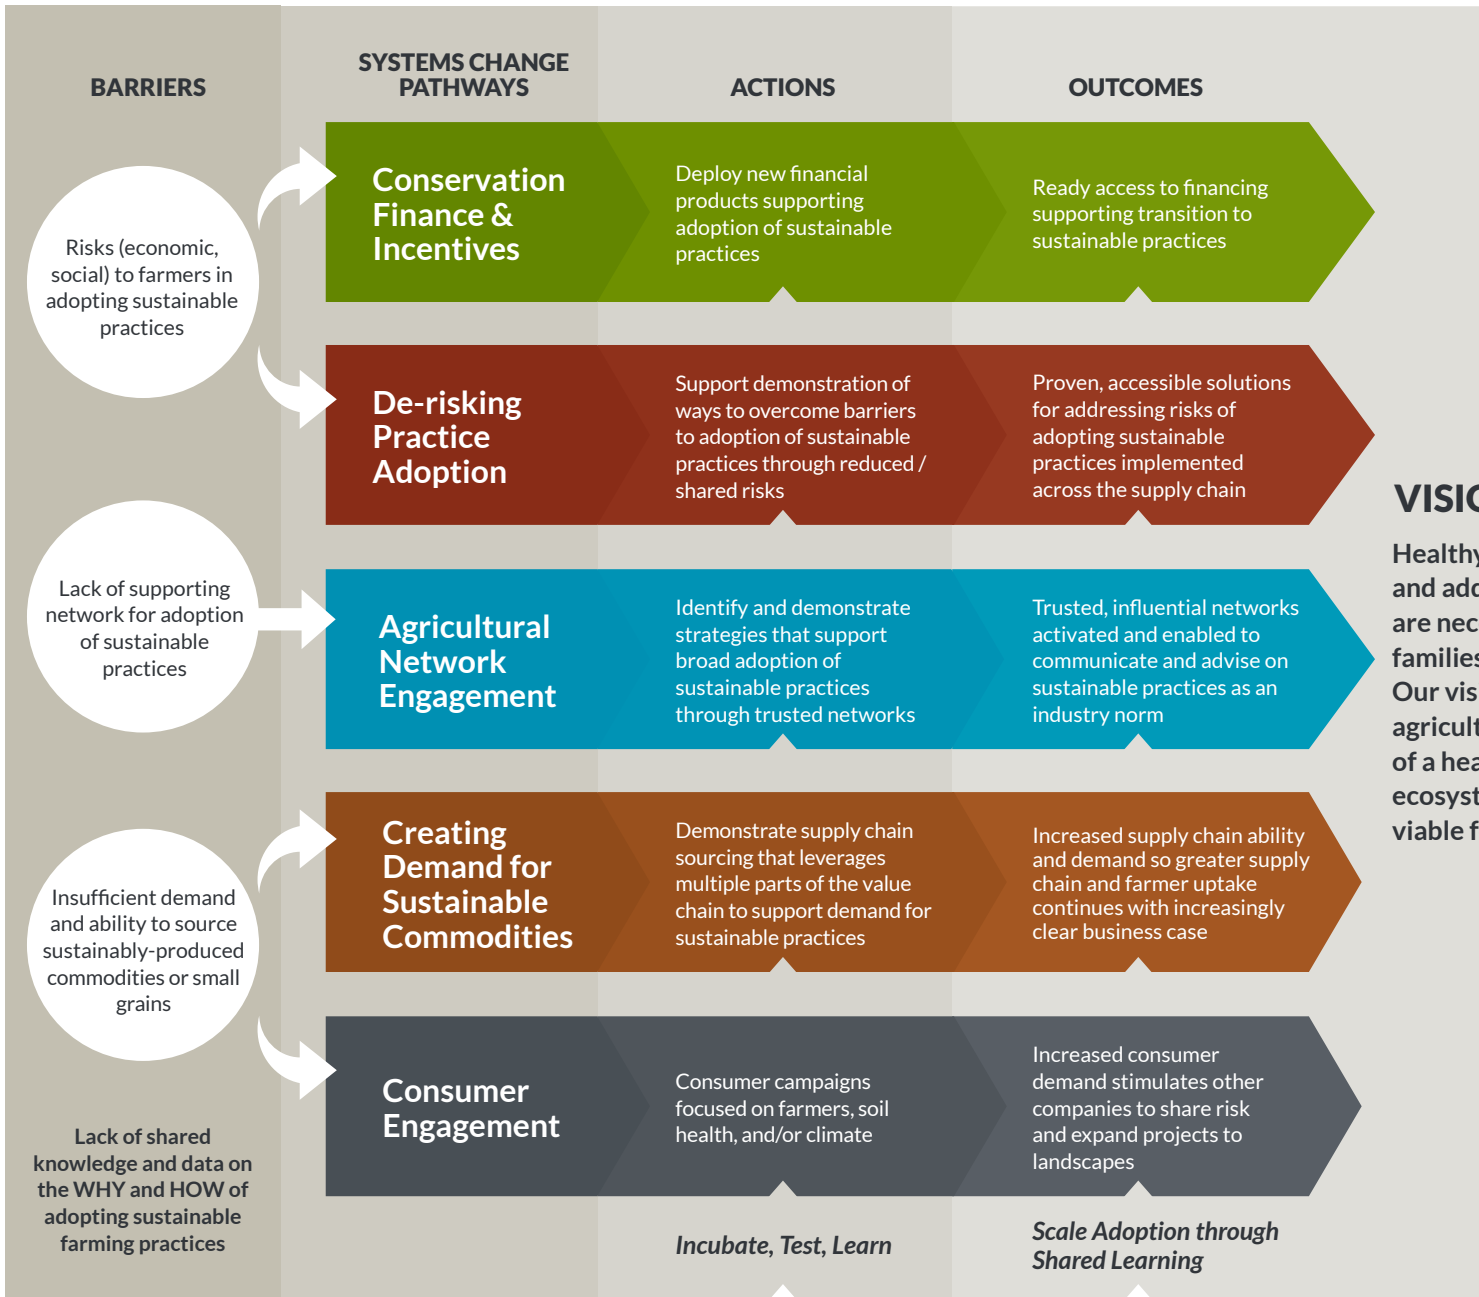 BARRIERS
SYSTEMS CHANGE
PATHWAYS
ACTIONS
OUTCOMES
Risks (economic,
social) to farmers in
adopting sustainable
practices
Conservation
Finance &
Incentives
Deploy new financial
products supporting
adoption of sustainable
practices
Ready access to financing
supporting transition to
sustainable practices
De-risking
Practice
Adoption
Support demonstration of
ways to overcome barriers
to adoption of sustainable
practices through reduced /
shared risks
Proven, accessible solutions
for addressing risks of
adopting sustainable
practices implemented
across the supply chain
Lack of supporting
network for adoption
of sustainable
practices
Agricultural
Network
Engagement
Identify and demonstrate
strategies that support
broad adoption of
sustainable practices
through trusted networks
Trusted, influential networks
activated and enabled to
communicate and advise on
sustainable practices as an
industry norm
Insufficient demand
and ability to source
sustainably-produced
commodities or small
grains
Creating
Demand for
Sustainable
Commodities
Demonstrate supply chain
sourcing that leverages
multiple parts of the value
chain to support demand for
sustainable practices
Increased supply chain ability
and demand so greater supply
chain and farmer uptake
continues with increasingly
clear business case
Consumer
Engagement
Consumer campaigns
focused on farmers, soil
health, and/or climate
Increased consumer
demand stimulates other
companies to share risk
and expand projects to
landscapes
Lack of shared
knowledge and data on
the WHY and HOW of
adopting sustainable
farming practices
Incubate, Test, Learn
Scale Adoption through
Shared Learning
Healthy
and
are
families
Our
of a
viable